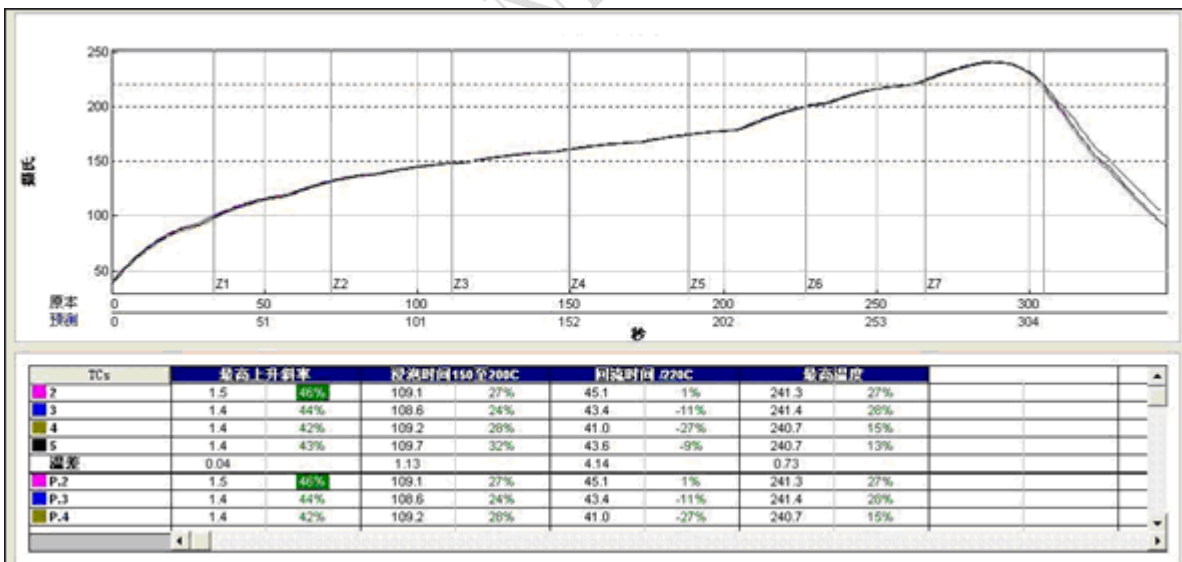 250
200
150
100
50
摄氏
Z1 Z2 Z3 Z4 Z5 Z6 Z7
原本 0 50 100 150 200 250 300
预测 0 51 101 152 202 253 304
秒
TCs 最高上升斜率 浸泡时间150至200C 回流时间 /220C 最高温度
2 1.5 46% 109.1 27% 45.1 1% 241.3 27%
3 1.4 44% 108.6 24% 43.4 -11% 241.4 28%
4 1.4 42% 109.2 28% 41.0 -27% 240.7 15%
5 1.4 43% 109.7 32% 43.6 -9% 240.7 13%
温差 0.04 1.13 4.14 0.73
P.2 1.5 46% 109.1 27% 45.1 1% 241.3 27%
P.3 1.4 44% 108.6 24% 43.4 -11% 241.4 28%
P.4 1.4 42% 109.2 28% 41.0 -27% 240.7 15%